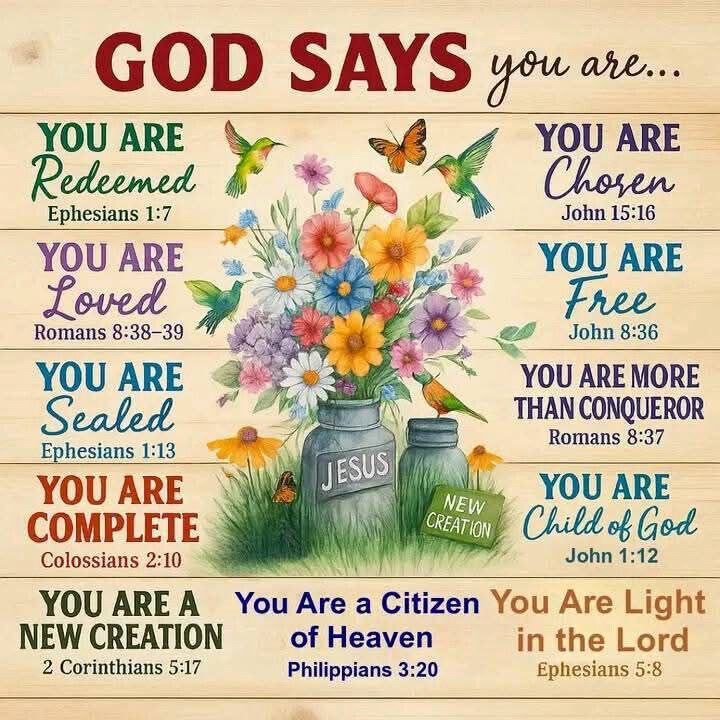 GOD SAYS you are...
YOU ARE
Redeemed
Ephesians 1:7
YOU ARE
Chosen
John 15:16
YOU ARE
Loved
Romans 8:38–39
YOU ARE
Free
John 8:36
YOU ARE
Sealed
Ephesians 1:13
YOU ARE MORE
THAN CONQUEROR
Romans 8:37
YOU ARE
COMPLETE
Colossians 2:10
YOU ARE
Child of God
John 1:12
JESUS
NEW
CREATION
YOU ARE A
NEW CREATION
2 Corinthians 5:17
You Are a Citizen
of Heaven
Philippians 3:20
You Are Light
in the Lord
Ephesians 5:8